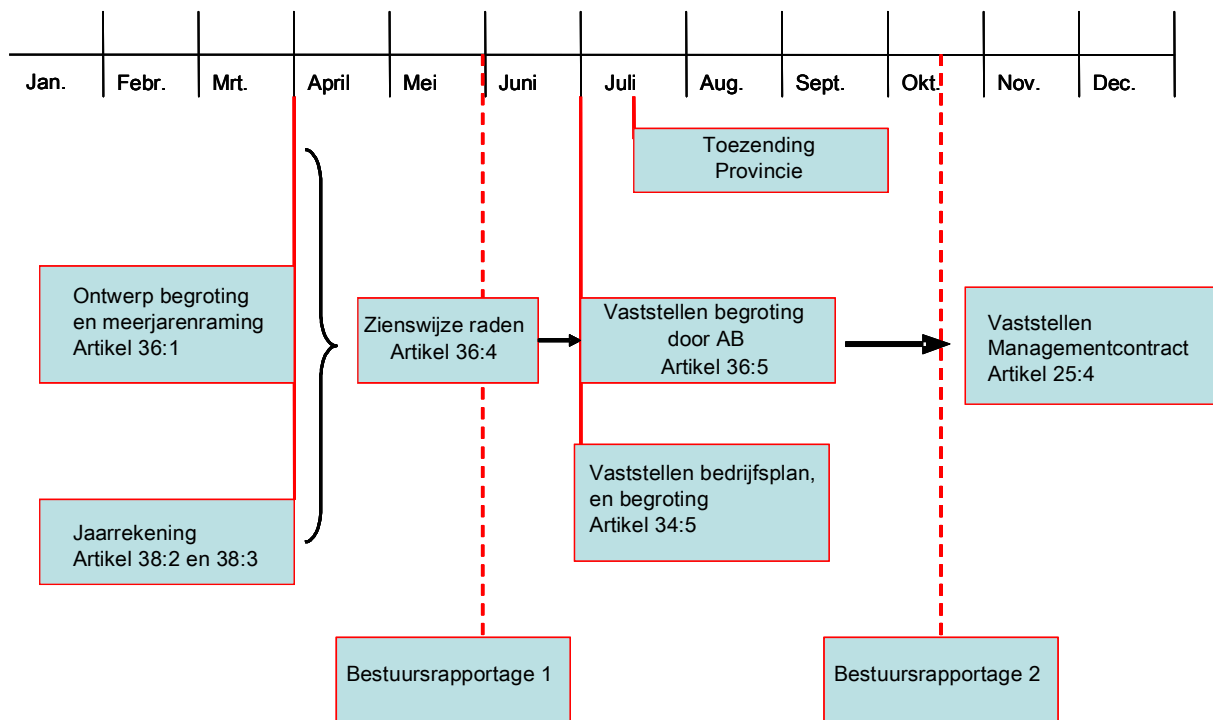 Jan.
Febr.
Mrt.
April
Mei
Juni
Juli
Aug.
Sept.
Okt.
Nov.
Dec.
Toezending
Provincie
Ontwerp begroting
en meerjarenraming
Artikel 36:1
Zienswijze raden
Artikel 36:4
Vaststellen begroting
door AB
Artikel 36:5
Vaststellen
Managementcontract
Artikel 25:4
Vaststellen bedrijfsplan,
en begroting
Artikel 34:5
Jaarrekening
Artikel 38:2 en 38:3
Bestuursrapportage 1
Bestuursrapportage 2